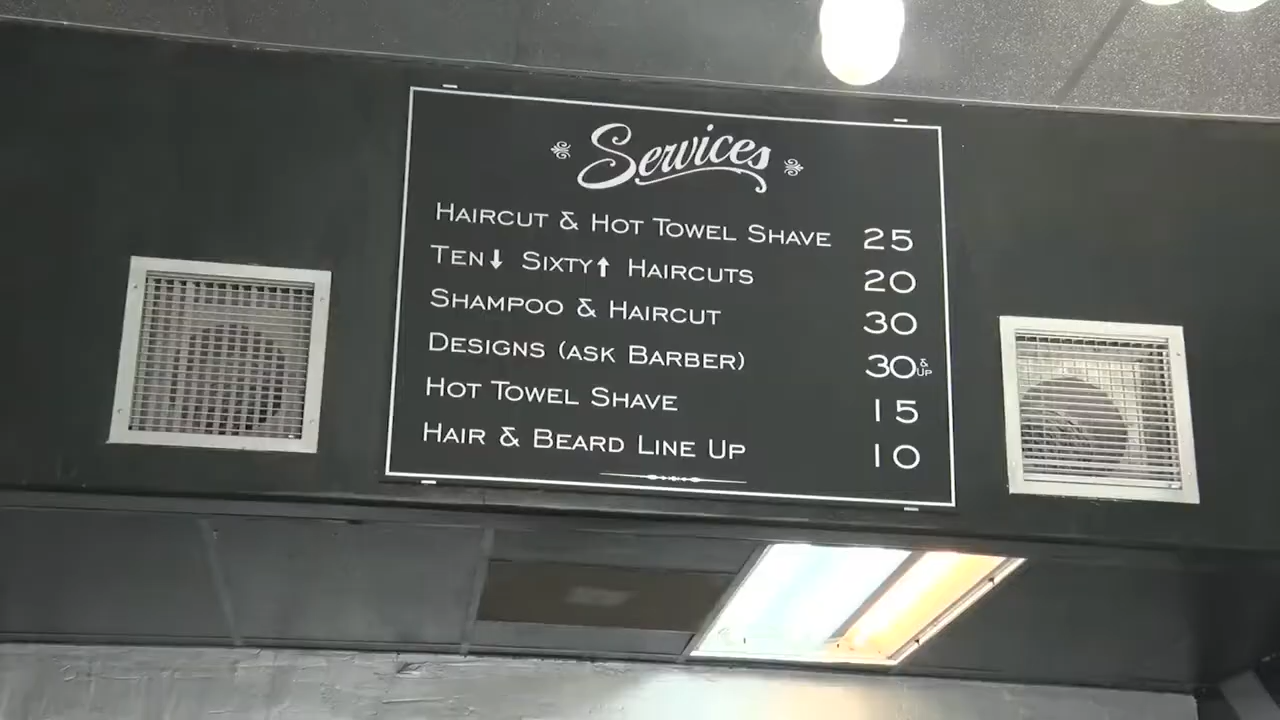 Services
HAIRCUT & HOT TOWEL SHAVE 25
TEN⬇ SIXTY⬆ HAIRCUTS 20
SHAMPOO & HAIRCUT 30
DESIGNS (ASK BARBER) 30 & UP
HOT TOWEL SHAVE 15
HAIR & BEARD LINE UP 10